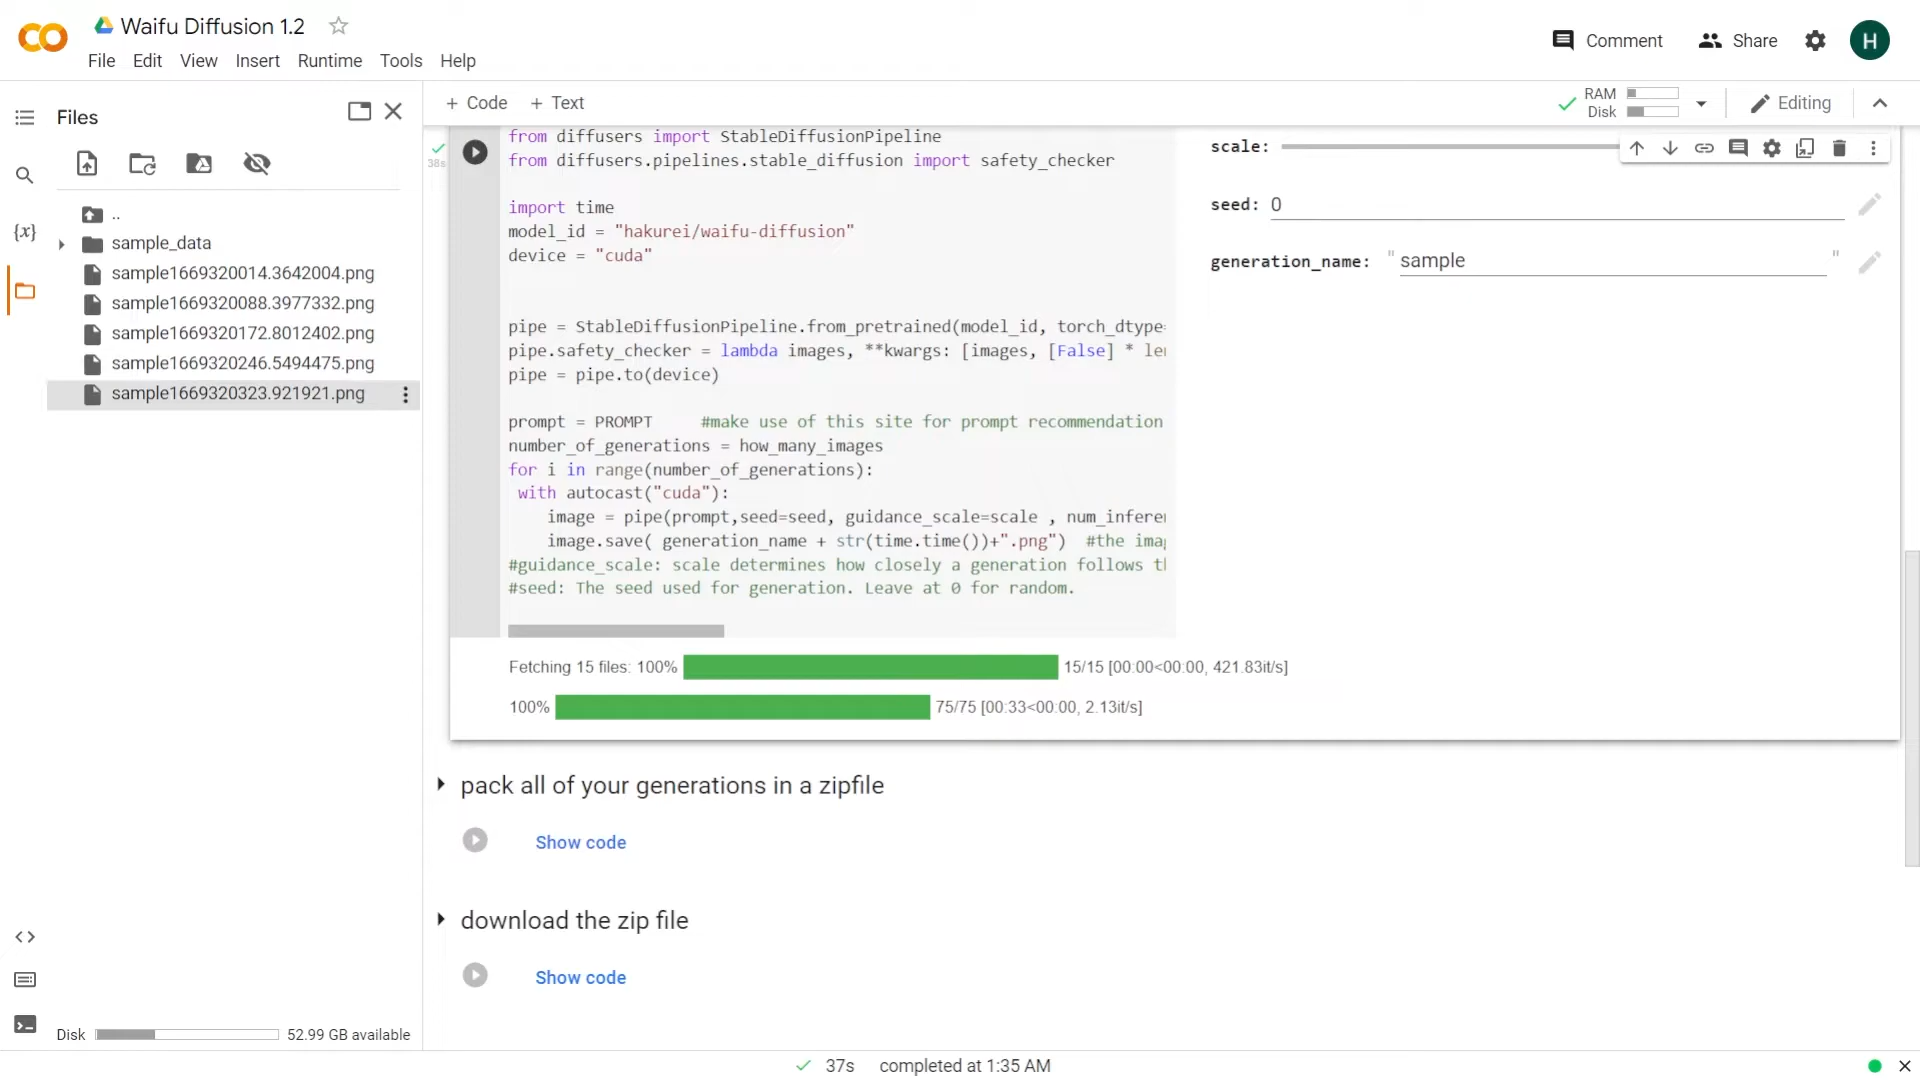 Waifu Diffusion 1.2
File Edit View Insert Runtime Tools Help
Comment
Share
H
Files
+ Code + Text
RAM
Disk
Editing
..
sample_data
sample1669320014.3642004.png
sample1669320088.3977332.png
sample1669320172.8012402.png
sample1669320246.5494475.png
sample1669320323.921921.png
{x}
38s
from diffusers import StableDiffusionPipeline
from diffusers.pipelines.stable_diffusion import safety_checker
import time
model_id = "hakurei/waifu-diffusion"
device = "cuda"
pipe = StableDiffusionPipeline.from_pretrained(model_id, torch_dtype=
pipe.safety_checker = lambda images, **kwargs: [images, [False] * le
pipe = pipe.to(device)
prompt = PROMPT #make use of this site for prompt recommendation
number_of_generations = how_many_images
for i in range(number_of_generations):
with autocast("cuda"):
image = pipe(prompt,seed=seed, guidance_scale=scale , num_infere
image.save( generation_name + str(time.time())+".png") #the ima
#guidance_scale: scale determines how closely a generation follows t
#seed: The seed used for generation. Leave at 0 for random.
scale:
seed: 0
generation_name: " sample "
Fetching 15 files: 100% 15/15 [00:00<00:00, 421.83it/s]
100% 75/75 [00:33<00:00, 2.13it/s]
pack all of your generations in a zipfile
Show code
download the zip file
Show code
Disk 52.99 GB available
37s completed at 1:35 AM